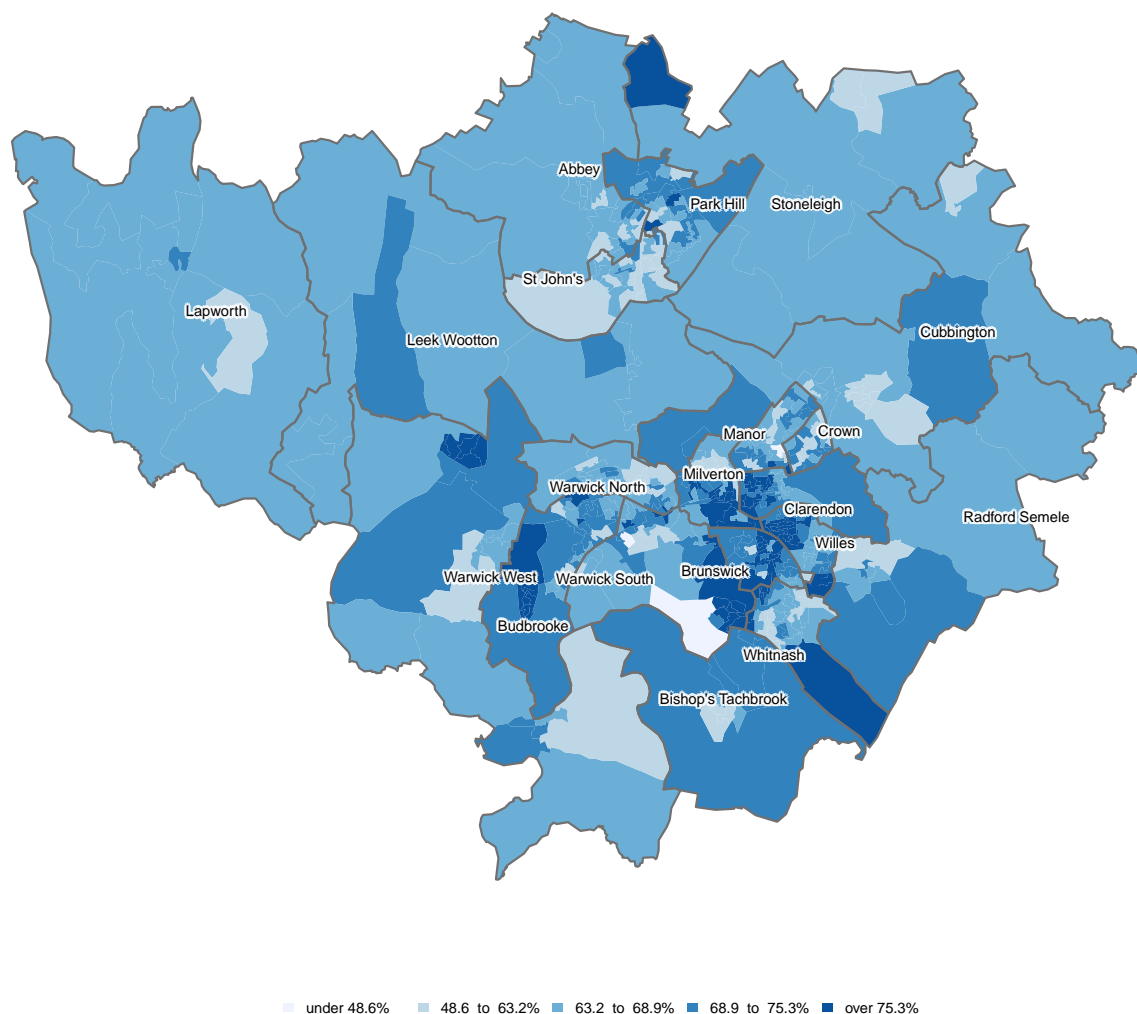 Abbey
Park Hill
Stoneleigh
St John's
Lapworth
Leek Wootton
Cubbington
Manor
Crown
Milverton
Warwick North
Clarendon
Radford Semele
Willes
Warwick West
Warwick South
Brunswick
Budbrooke
Whitnash
Bishop's Tachbrook
under 48.6% 48.6 to 63.2% 63.2 to 68.9% 68.9 to 75.3% over 75.3%